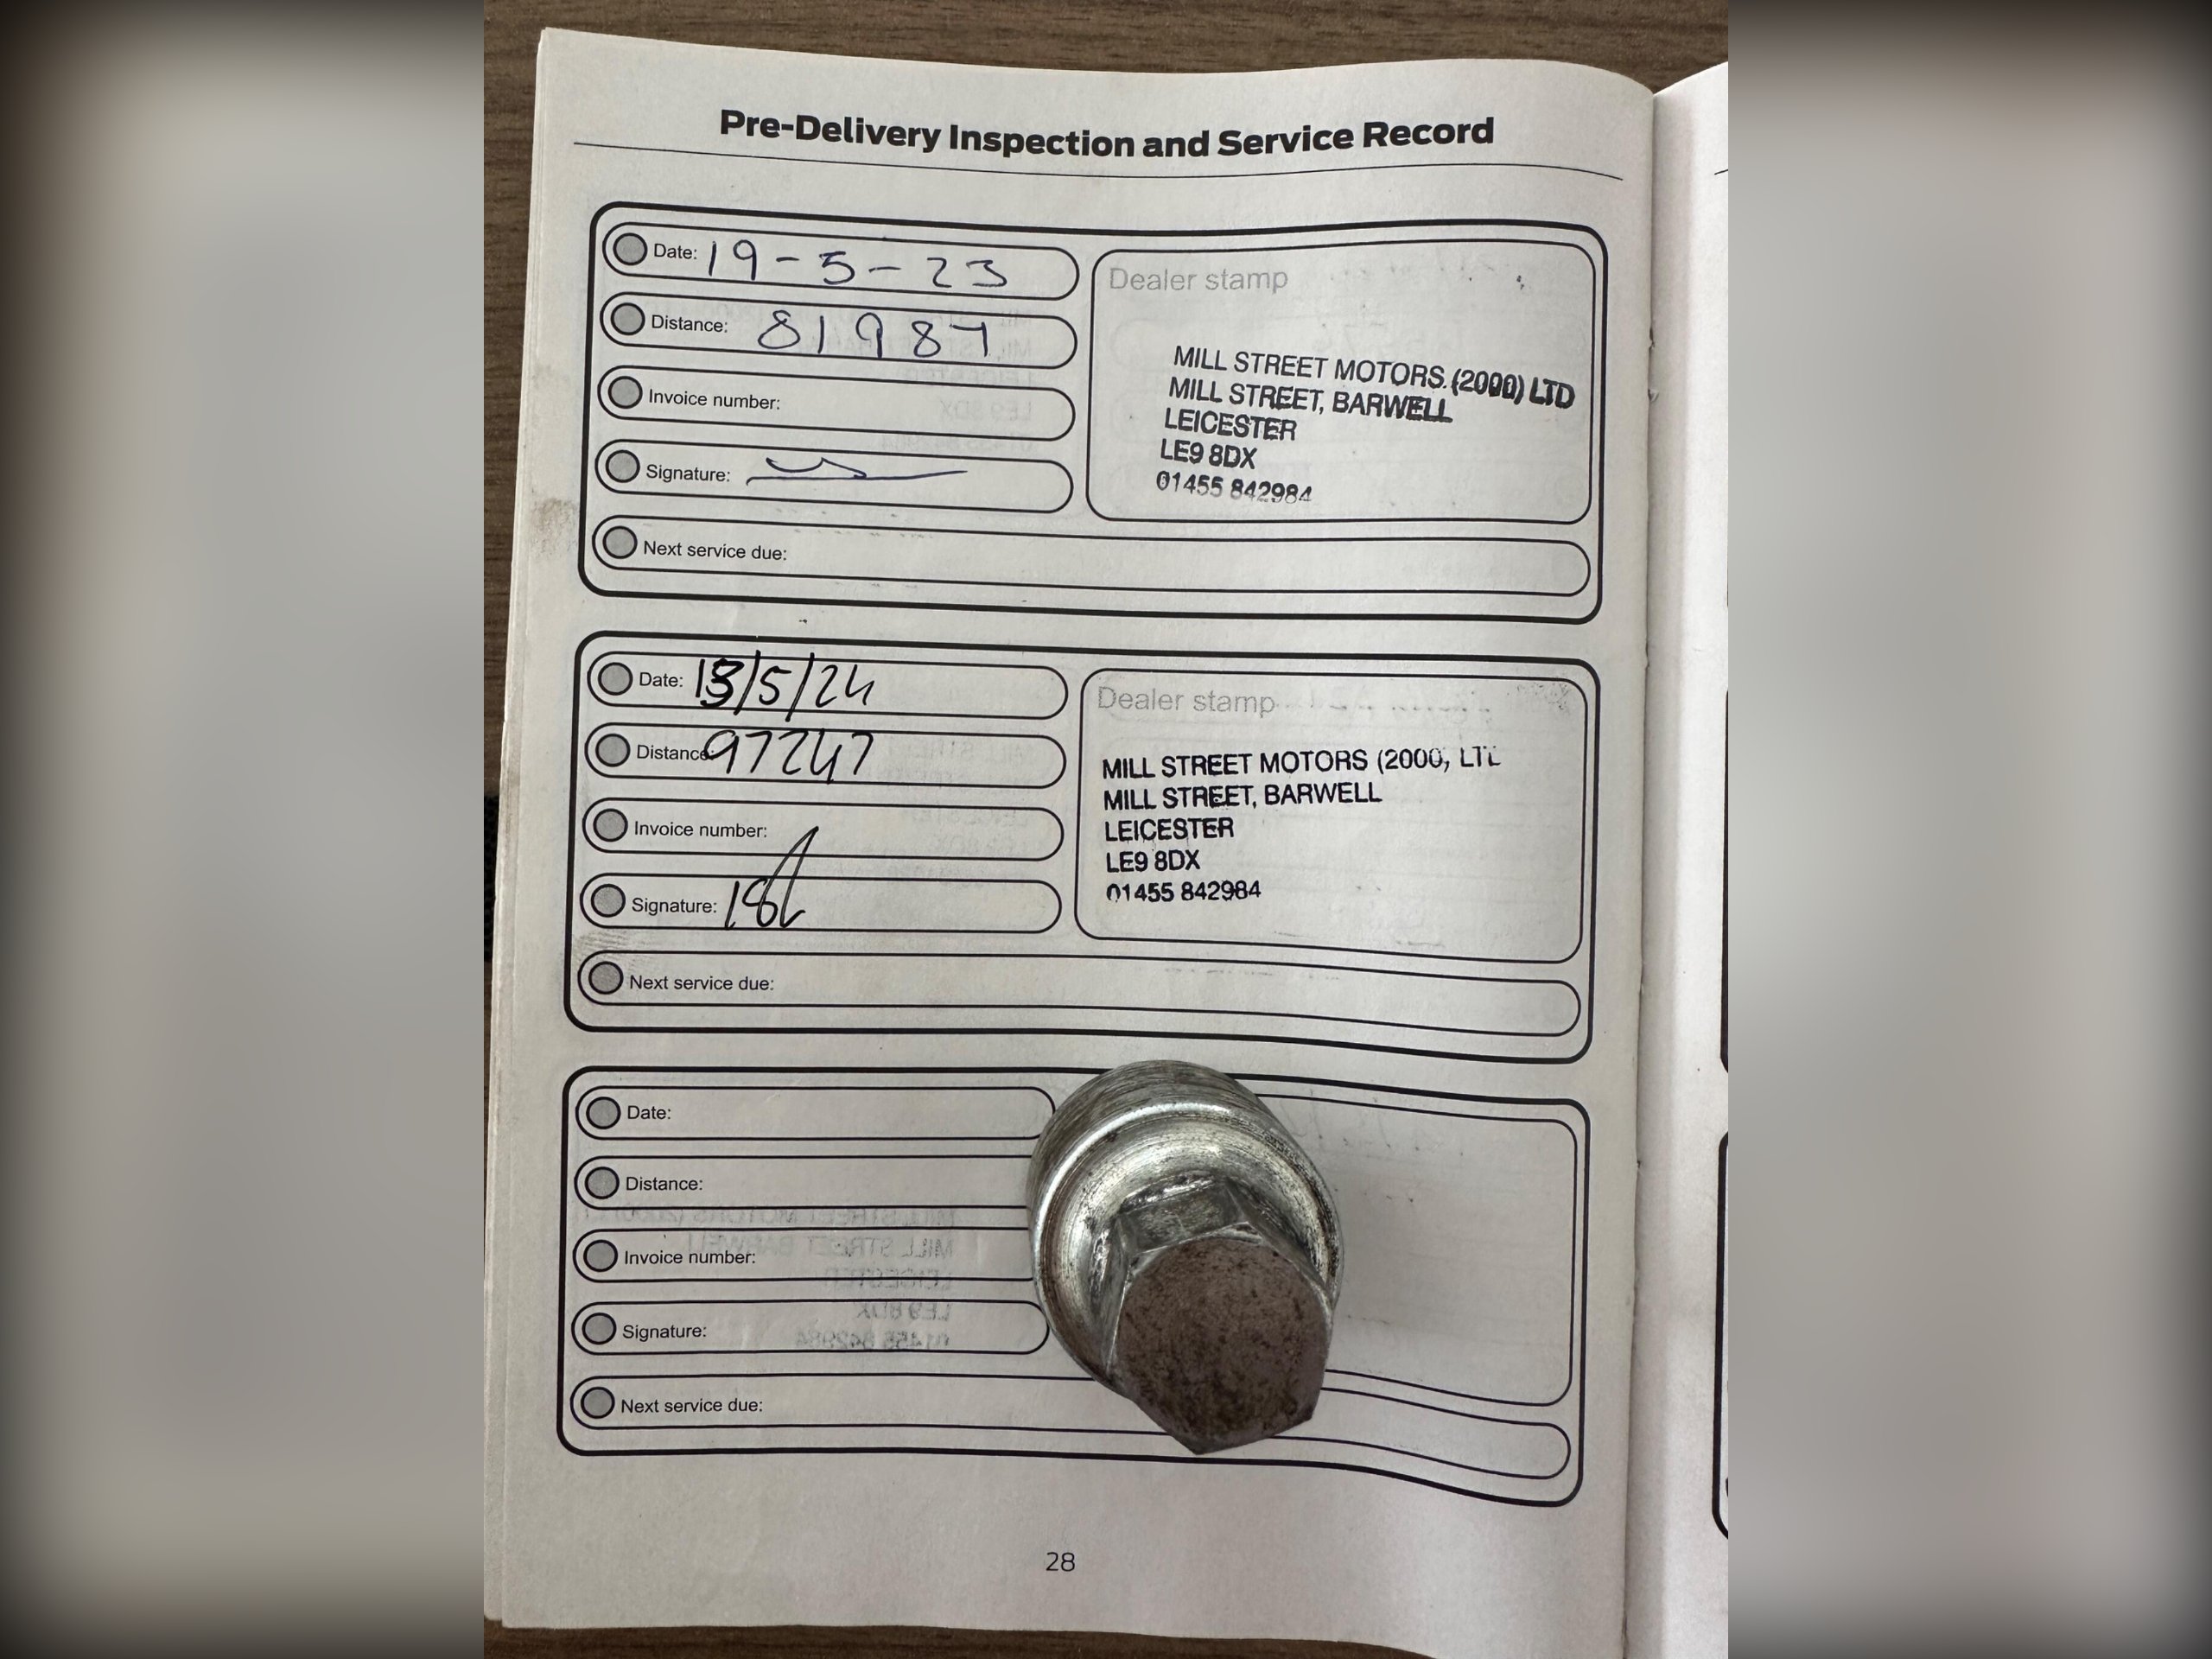 Pre-Delivery Inspection and Service Record
Date: 19-5-23
Distance: 81987
Invoice number:
Signature:
Next service due:
Dealer stamp
MILL STREET MOTORS (2000) LTD
MILL STREET, BARWELL
LEICESTER
LE9 8DX
01455 842984
Date: 13/5/24
Distance: 97247
Invoice number:
Signature:
Next service due:
Dealer stamp
MILL STREET MOTORS (2000) LTD
MILL STREET, BARWELL
LEICESTER
LE9 8DX
01455 842984
Date:
Distance:
Invoice number:
Signature:
Next service due:
28